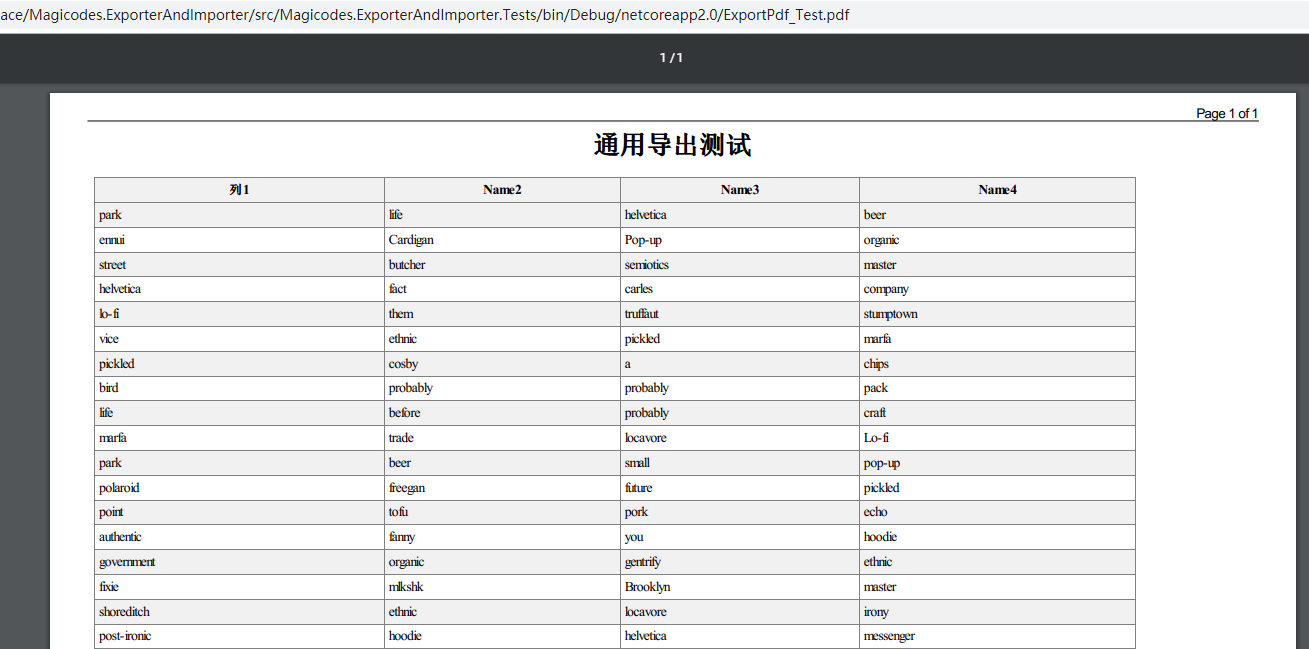 ace/Magicodes.ExporterAndImporter/src/Magicodes.ExporterAndImporter.Tests/bin/Debug/netcoreapp2.0/ExportPdf_Test.pdf
1 / 1
Page 1 of 1
通用导出测试
列1 Name2 Name3 Name4
park life helvetica beer
ennui Cardigan Pop-up organic
street butcher semiotics master
helvetica fact carles company
lo-fi them truffaut stumptown
vice ethnic pickled marfa
pickled cosby a chips
bird probably probably pack
life before probably craft
marfa trade locavore Lo-fi
park beer small pop-up
polaroid freegan future pickled
point tofu pork echo
authentic fanny you hoodie
government organic gentrify ethnic
fixie mlkshk Brooklyn master
shoreditch ethnic locavore irony
post-ironic hoodie helvetica messenger